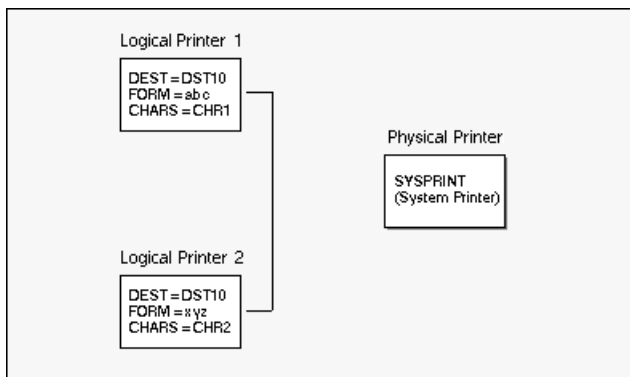 Logical Printer 1
DEST=DST10
FORM=abc
CHARS=CHR1
Physical Printer
SYSPRINT
(System Printer)
Logical Printer 2
DEST=DST10
FORM=xyz
CHARS=CHR2